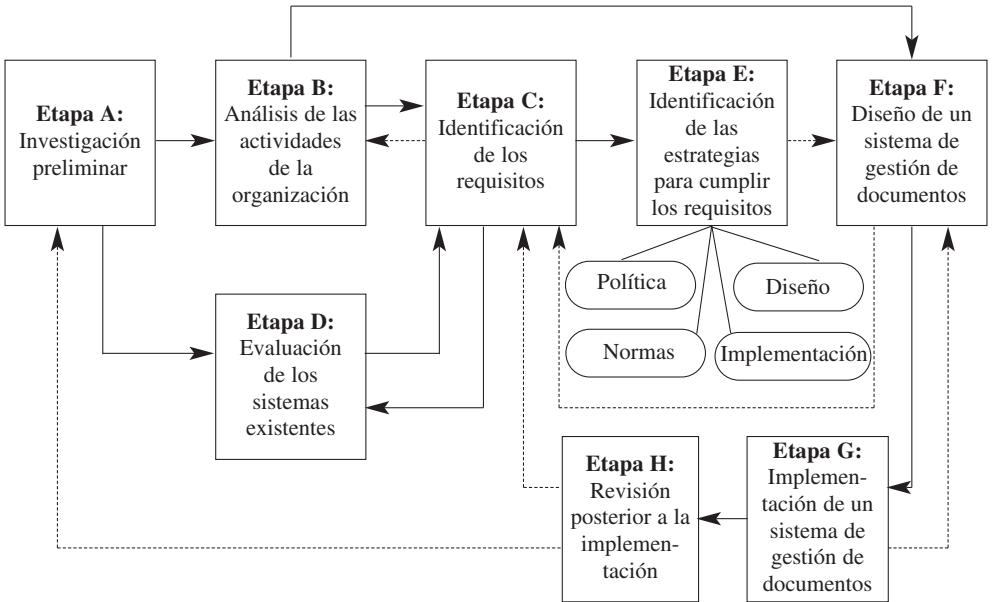 Etapa A:
Investigación
preliminar
Etapa B:
Análisis de las
actividades
de la
organización
Etapa C:
Identificación
de los
requisitos
Etapa E:
Identificación
de las
estrategias
para cumplir
los requisitos
Etapa F:
Diseño de un
sistema de
gestión de
documentos
Política
Diseño
Normas
Implementación
Etapa D:
Evaluación
de los
sistemas
existentes
Etapa H:
Revisión
posterior a la
implemen-
tación
Etapa G:
Implemen-
tación de un
sistema de
gestión de
documentos